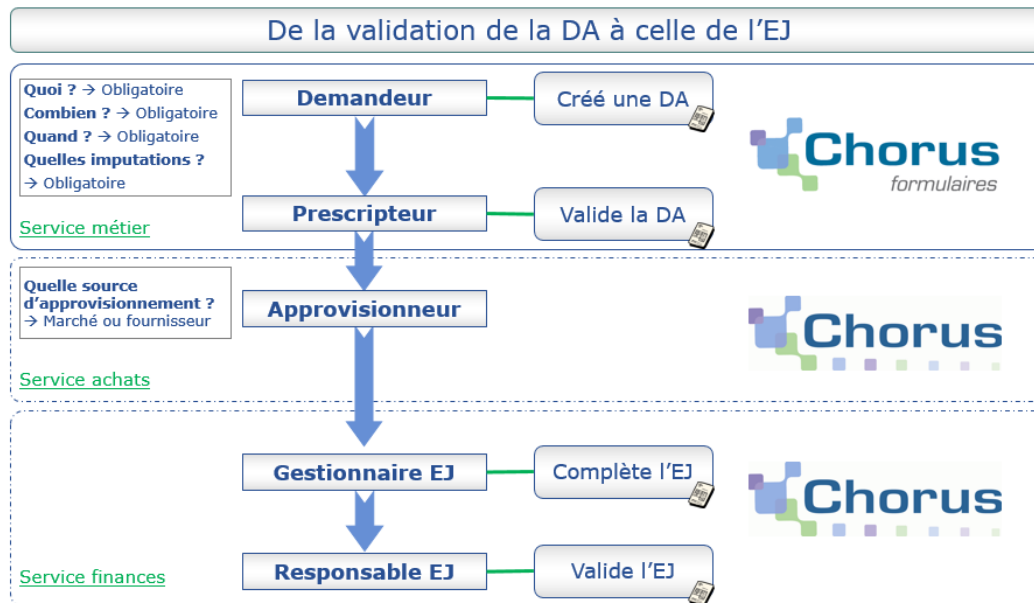 De la validation de la DA à celle de l'EJ
Quoi ? → Obligatoire
Combien ? → Obligatoire
Quand ? → Obligatoire
Quelles imputations ?
→ Obligatoire
Service métier
Demandeur
Créé une DA
Prescripteur
Valide la DA
Chorus
formulaires
Quelle source
d'approvisionnement ?
→ Marché ou fournisseur
Service achats
Approvisionneur
Chorus
Gestionnaire EJ
Complète l'EJ
Chorus
Responsable EJ
Valide l'EJ
Service finances